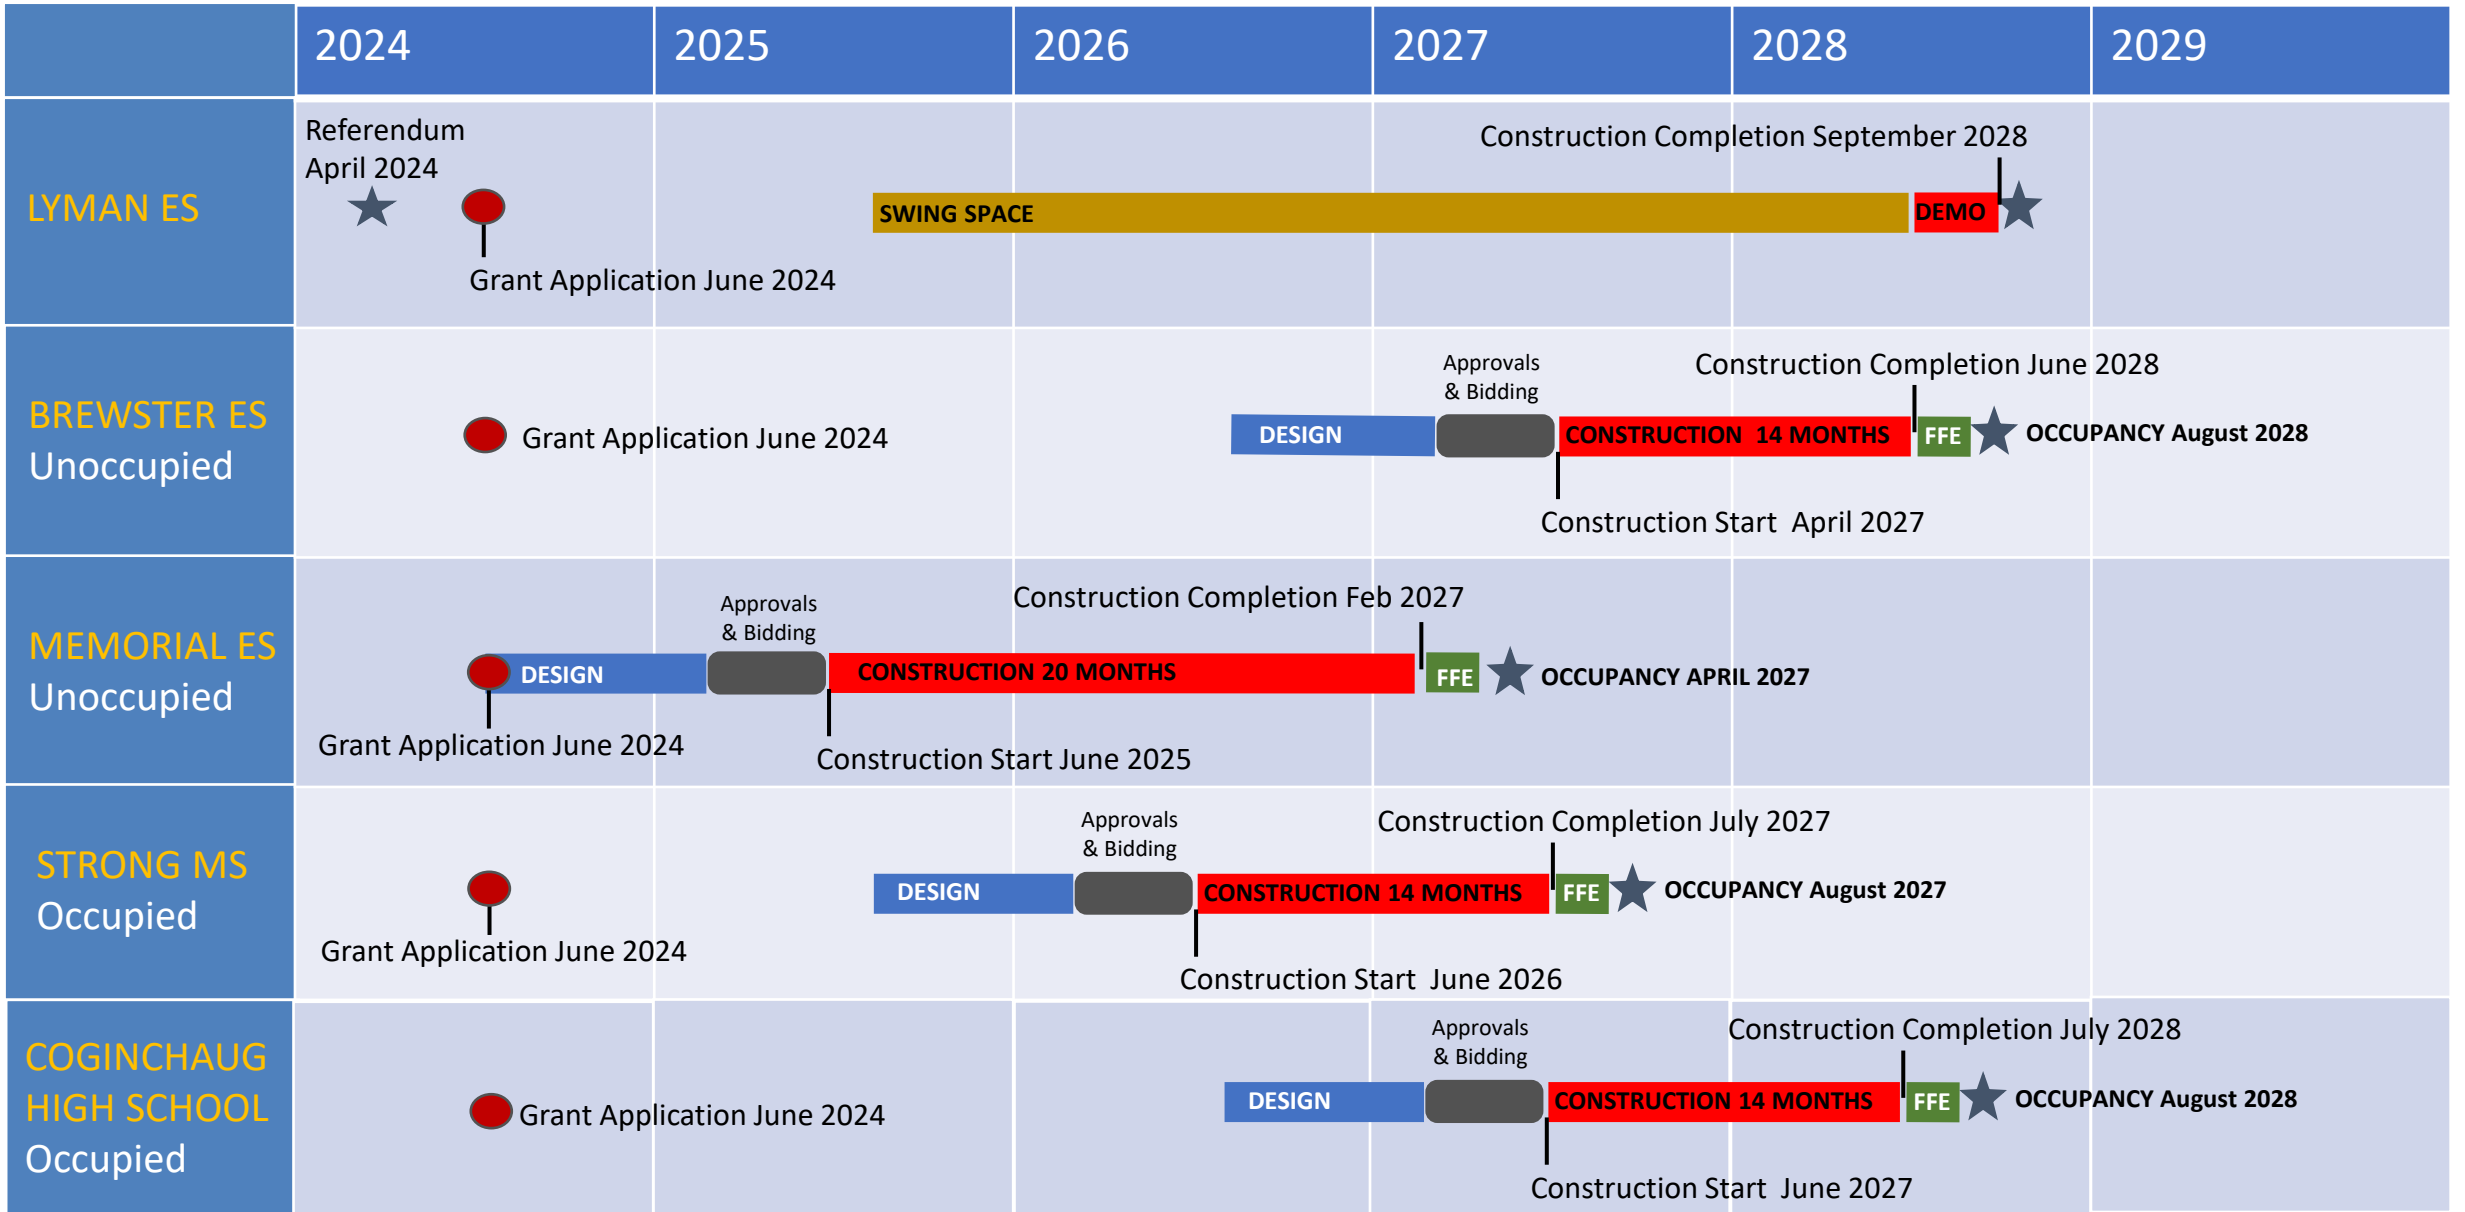 2024 2025 2026 2027 2028 2029
LYMAN ES
Referendum
April 2024
Grant Application June 2024
SWING SPACE
DEMO
Construction Completion September 2028
BREWSTER ES
Unoccupied
Grant Application June 2024
DESIGN
Approvals
& Bidding
CONSTRUCTION 14 MONTHS
Construction Start April 2027
Construction Completion June 2028
FFE
OCCUPANCY August 2028
MEMORIAL ES
Unoccupied
Grant Application June 2024
DESIGN
Approvals
& Bidding
CONSTRUCTION 20 MONTHS
Construction Start June 2025
Construction Completion Feb 2027
FFE
OCCUPANCY APRIL 2027
STRONG MS
Occupied
Grant Application June 2024
DESIGN
Approvals
& Bidding
CONSTRUCTION 14 MONTHS
Construction Start June 2026
Construction Completion July 2027
FFE
OCCUPANCY August 2027
COGINCHAUG
HIGH SCHOOL
Occupied
Grant Application June 2024
DESIGN
Approvals
& Bidding
CONSTRUCTION 14 MONTHS
Construction Start June 2027
Construction Completion July 2028
FFE
OCCUPANCY August 2028